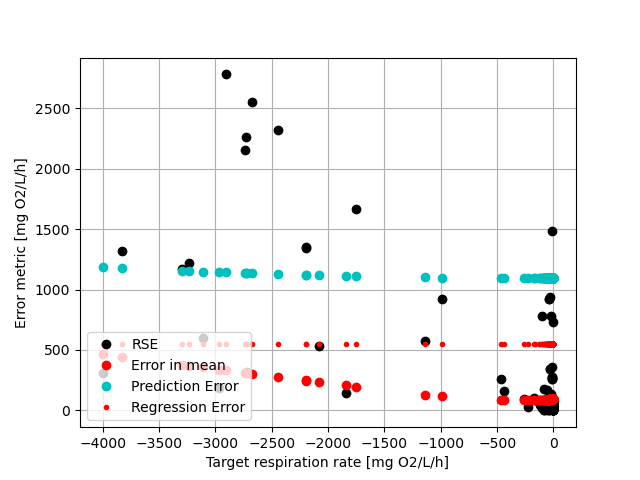 2500
2000
1500
1000
500
0
Error metric [mg O2/L/h]
RSE
Error in mean
Prediction Error
Regression Error
−4000 −3500 −3000 −2500 −2000 −1500 −1000 −500 0
Target respiration rate [mg O2/L/h]